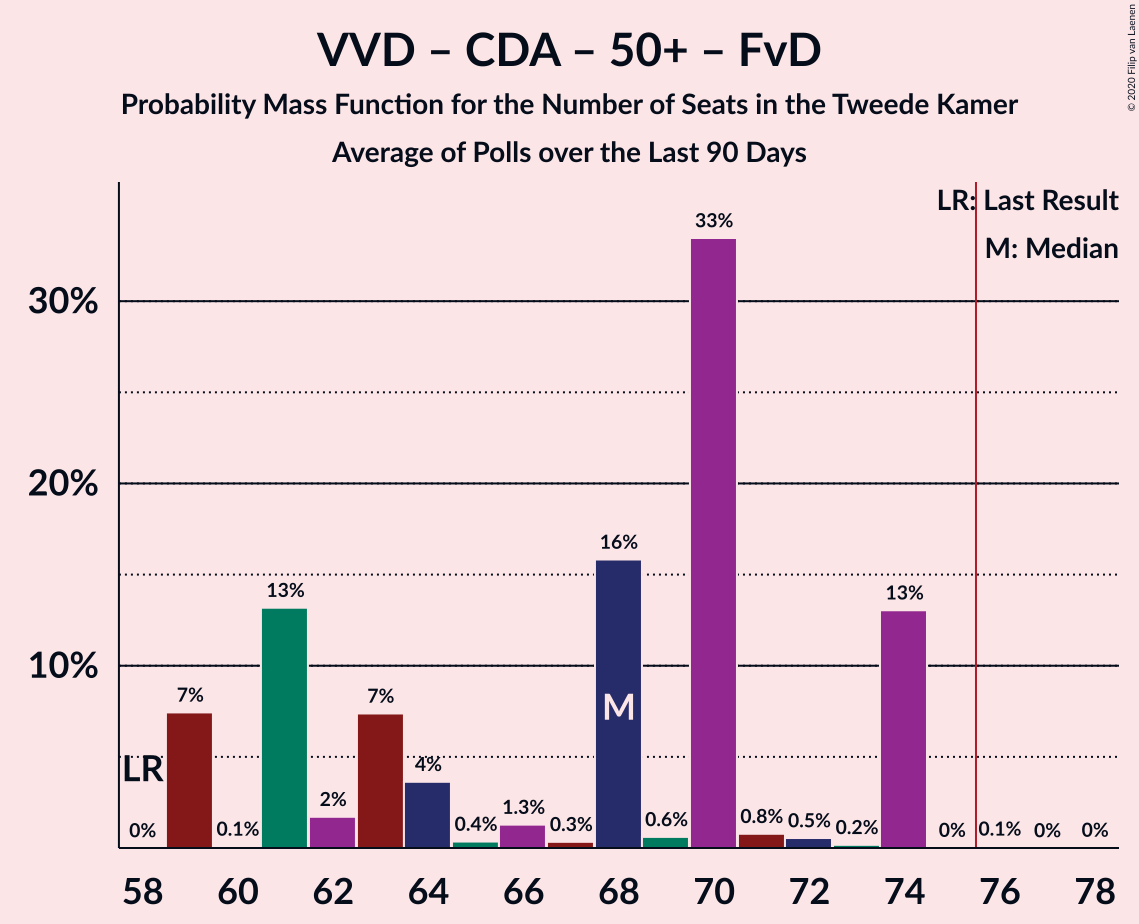 VVD – CDA – 50+ – FvD
Probability Mass Function for the Number of Seats in the Tweede Kamer
Average of Polls over the Last 90 Days
© 2020 Filip van Laenen
LR: Last Result
M: Median
30%
20%
10%
33%
16%
13%
13%
7%
7%
4%
2%
1.3%
0.8%
0.6%
0.5%
0.4%
0.3%
0.2%
0.1%
0.1%
0%
0%
0%
0%
LR
M
58 60 62 64 66 68 70 72 74 76 78